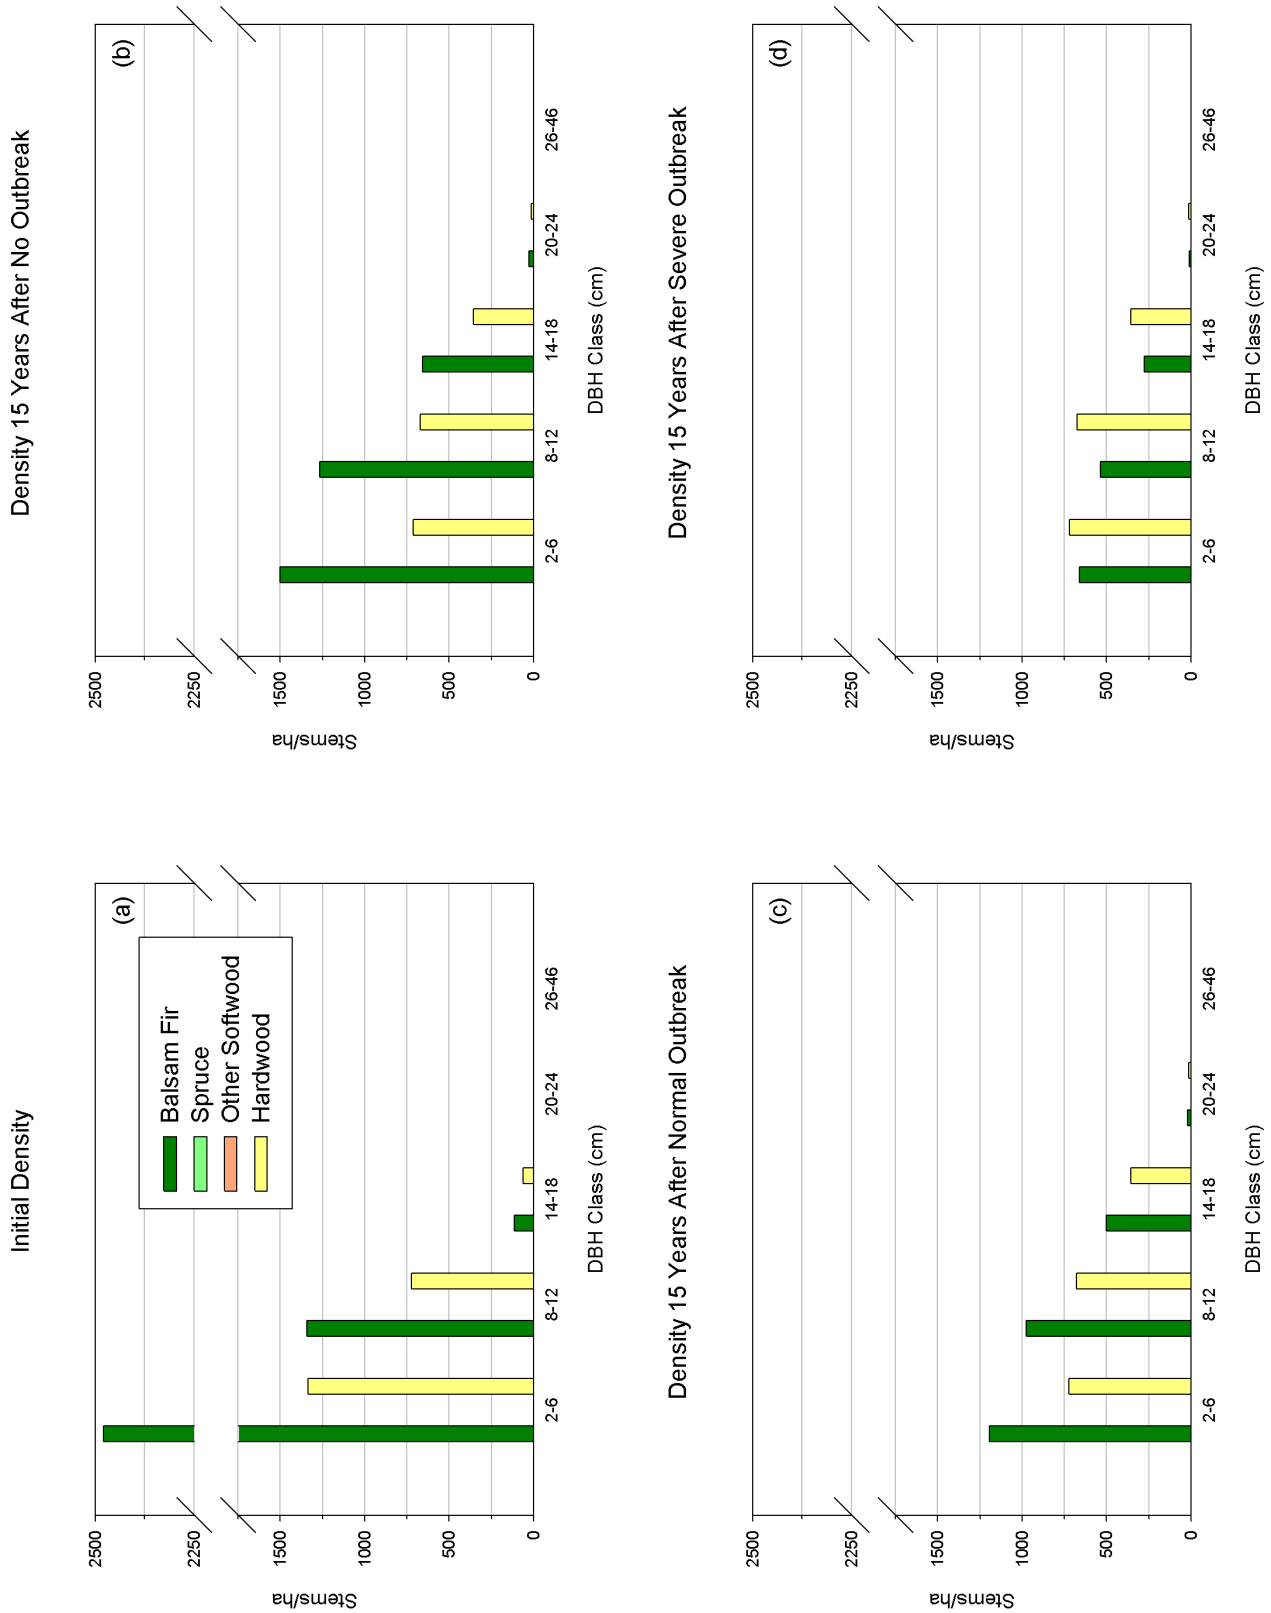 Initial Density
(a)
Balsam Fir
Spruce
Other Softwood
Hardwood
Stems/ha
2500
2250
1500
1000
500
0
2-6
8-12
14-18
20-24
26-46
DBH Class (cm)
Density 15 Years After No Outbreak
(b)
Stems/ha
2500
2250
1500
1000
500
0
2-6
8-12
14-18
20-24
26-46
DBH Class (cm)
Density 15 Years After Normal Outbreak
(c)
Stems/ha
2500
2250
1500
1000
500
0
2-6
8-12
14-18
20-24
26-46
DBH Class (cm)
Density 15 Years After Severe Outbreak
(d)
Stems/ha
2500
2250
1500
1000
500
0
2-6
8-12
14-18
20-24
26-46
DBH Class (cm)